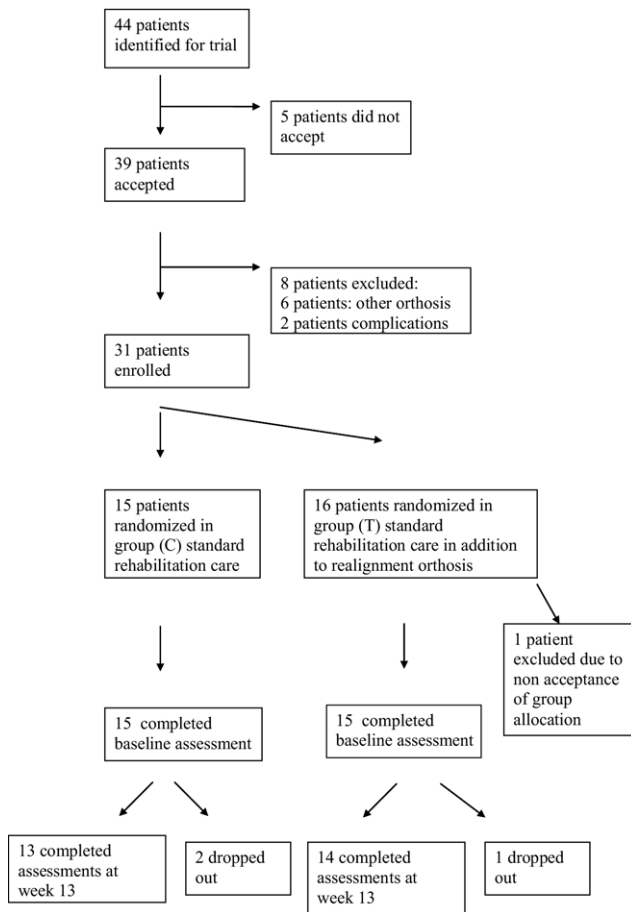 44 patients
identified for trial
5 patients did not
accept
39 patients
accepted
8 patients excluded:
6 patients: other orthosis
2 patients complications
31 patients
enrolled
15 patients
randomized in
group (C) standard
rehabilitation care
16 patients randomized in
group (T) standard
rehabilitation care in addition
to realignment orthosis
1 patient
excluded due to
non acceptance
of group
allocation
15 completed
baseline assessment
15 completed
baseline assessment
13 completed
assessments at
week 13
2 dropped
out
14 completed
assessments at
week 13
1 dropped
out